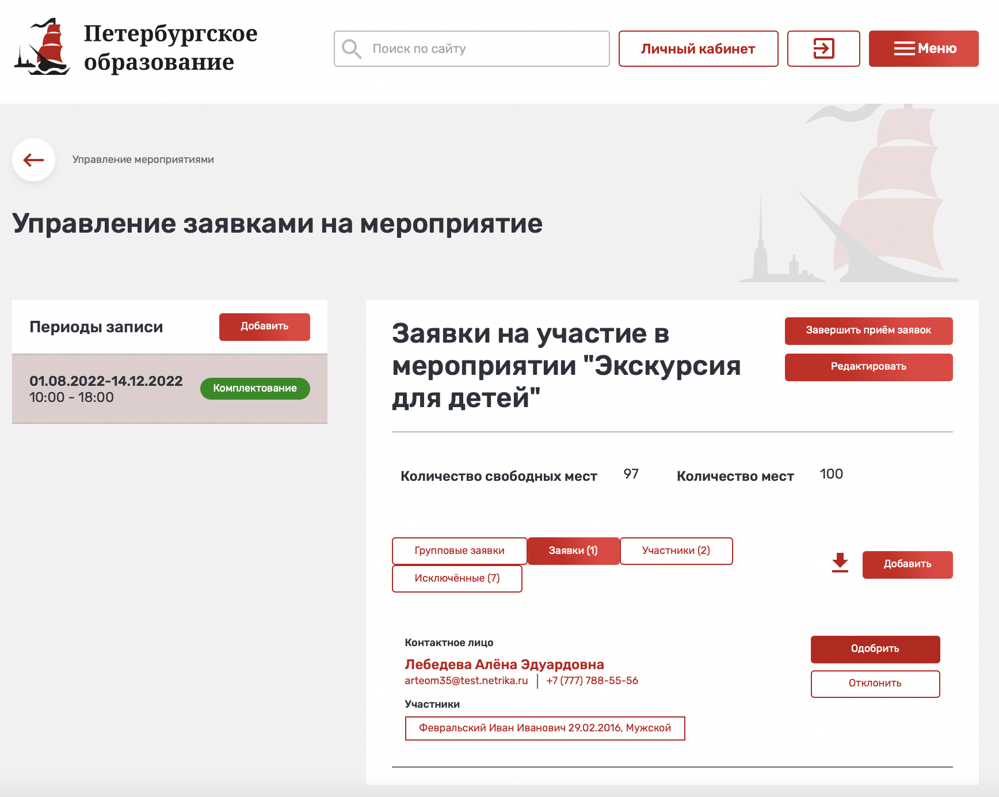 Петербургское
образование
Поиск по сайту
Личный кабинет
Меню
Управление мероприятиями
Управление заявками на мероприятие
Периоды записи
Добавить
01.08.2022-14.12.2022
10:00 - 18:00
Комплектование
Заявки на участие в
мероприятии "Экскурсия
для детей"
Завершить приём заявок
Редактировать
Количество свободных мест 97 Количество мест 100
Групповые заявки
Заявки (1)
Участники (2)
Исключённые (7)
Добавить
Контактное лицо
Лебедева Алёна Эдуардовна
arteom35@test.netrika.ru
+7 (777) 788-55-56
Участники
Февральский Иван Иванович 29.02.2016, Мужской
Одобрить
Отклонить